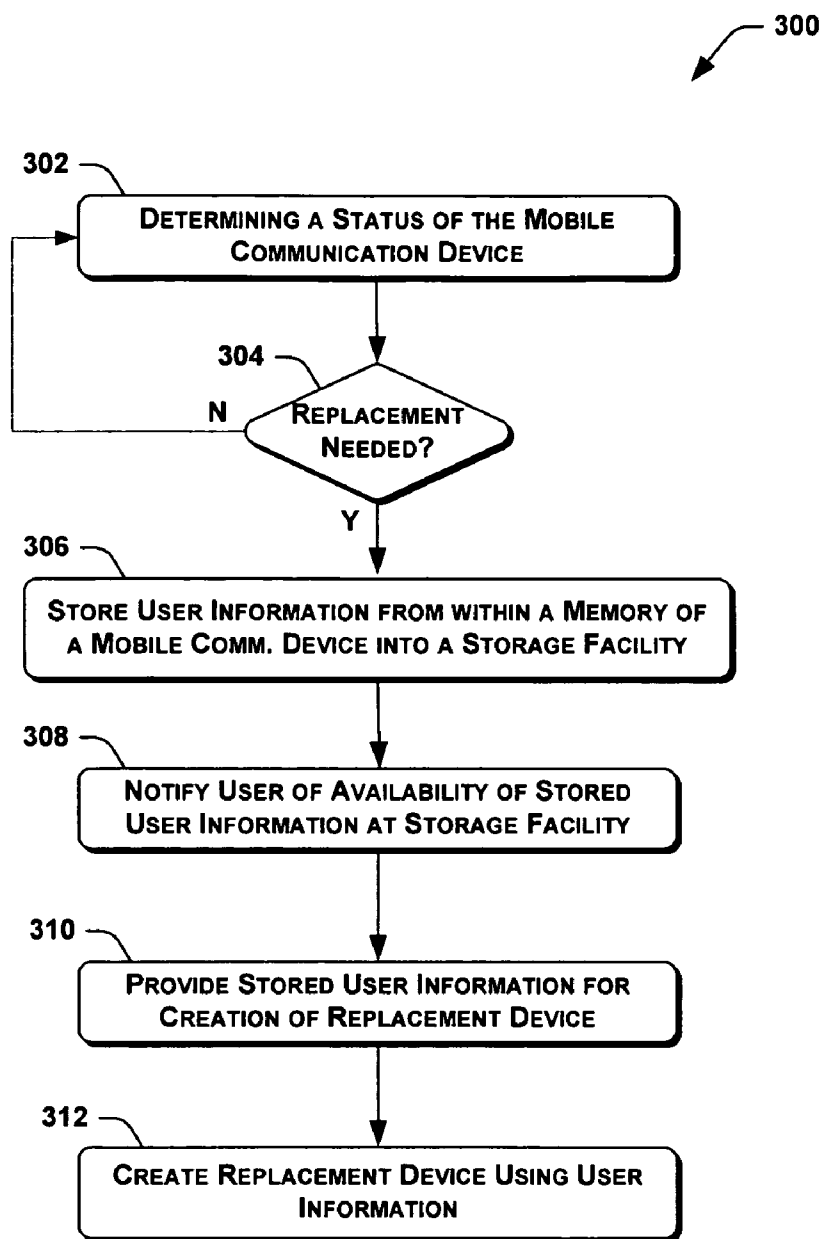 300
302
DETERMINING A STATUS OF THE MOBILE
COMMUNICATION DEVICE
304
N
REPLACEMENT
NEEDED?
Y
306
STORE USER INFORMATION FROM WITHIN A MEMORY OF
A MOBILE COMM. DEVICE INTO A STORAGE FACILITY
308
NOTIFY USER OF AVAILABILITY OF STORED
USER INFORMATION AT STORAGE FACILITY
310
PROVIDE STORED USER INFORMATION FOR
CREATION OF REPLACEMENT DEVICE
312
CREATE REPLACEMENT DEVICE USING USER
INFORMATION